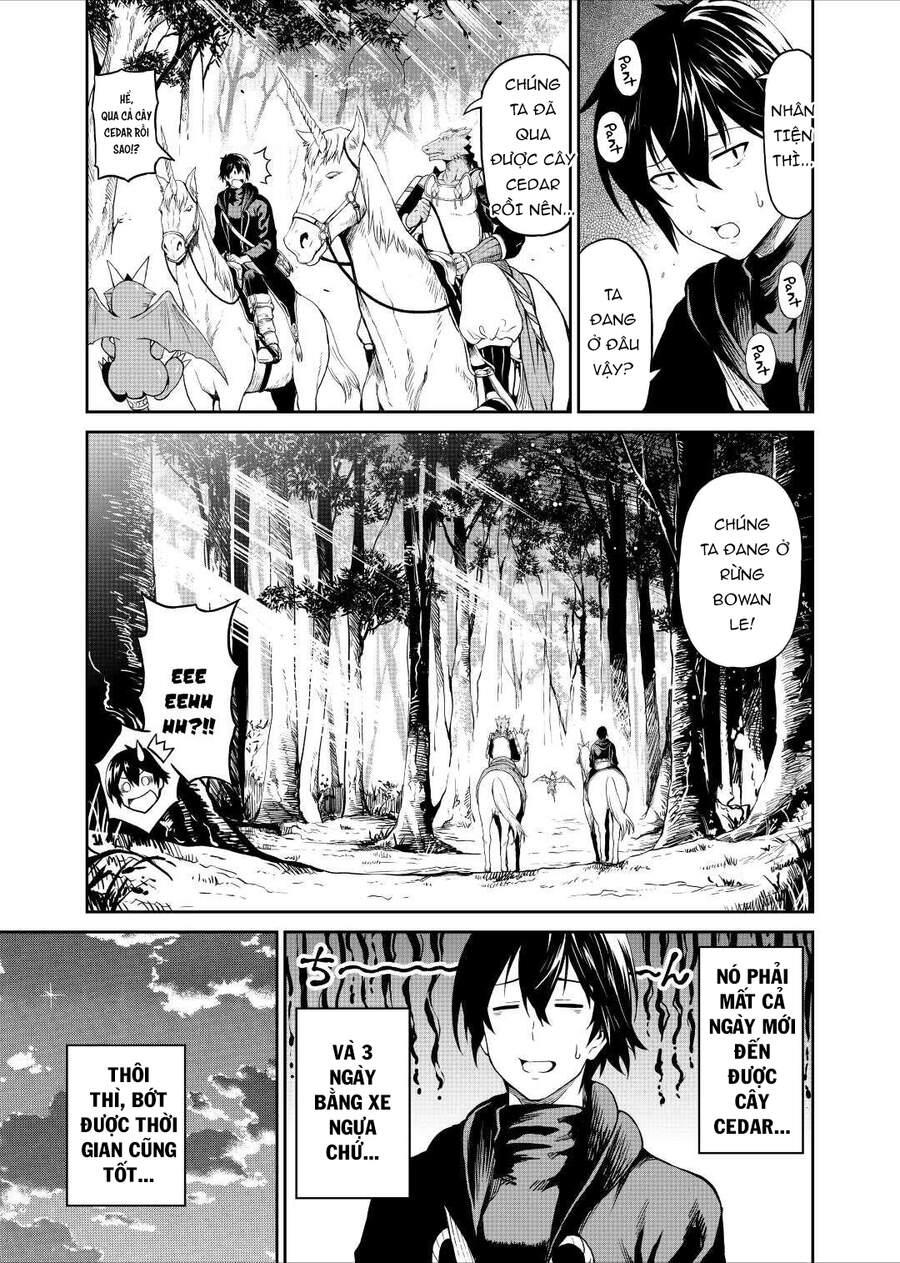 Pant
Pant
Pant
NHÂN
TIỆN
THÌ...
Pant
Pant
TA
ĐANG
Ở ĐÂU
VẬY?
CHÚNG
TA ĐÃ
QUA
ĐƯỢC CÂY
CEDAR
RỒI NÊN...
HỂ,
QUA CẢ CÂY
CEDAR RỒI
SAO!?
CHÚNG
TA ĐANG Ở
RỪNG
BOWAN
LE!
EEE
EEHH
HH?!!
ち〜〜ん
NÓ PHẢI
MẤT CẢ
NGÀY MỚI
ĐẾN
ĐƯỢC
CÂY
CEDAR...
VÀ 3
NGÀY
BẰNG XE
NGỰA
CHỨ...
THÔI
THÌ, BỚT
ĐƯỢC THỜI
GIAN CŨNG
TỐT...